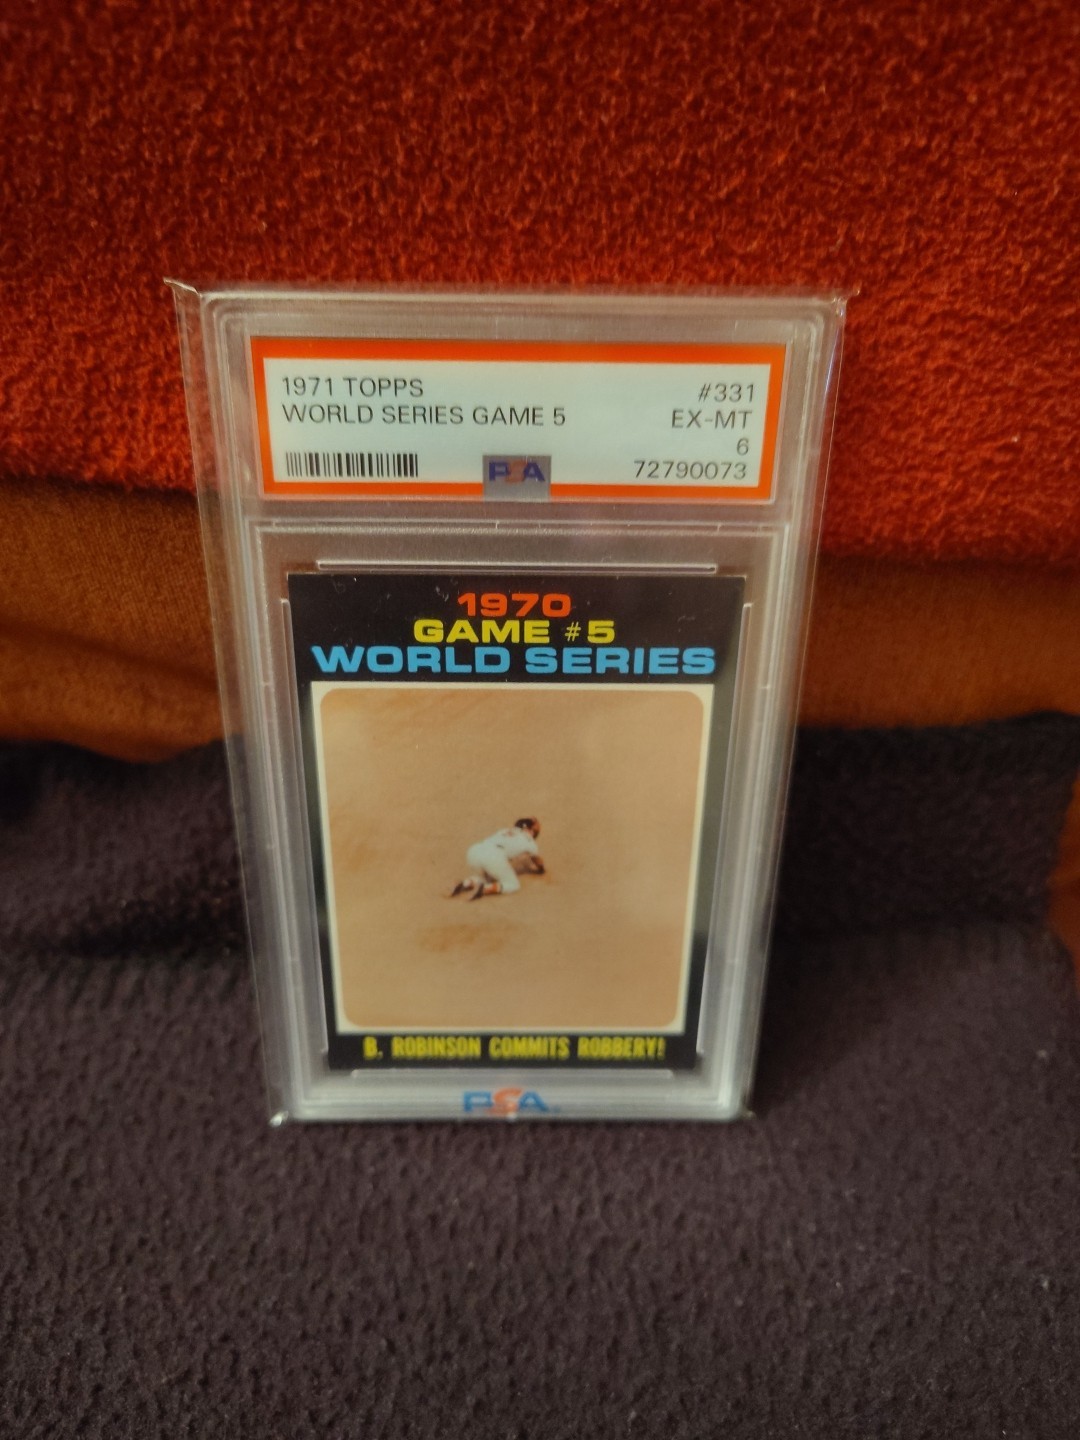 1971 TOPPS #331
WORLD SERIES GAME 5 EX-MT
6
PSA 72790073
1970
GAME #5
WORLD SERIES
B. ROBINSON COMMITS ROBBERY!
PSA